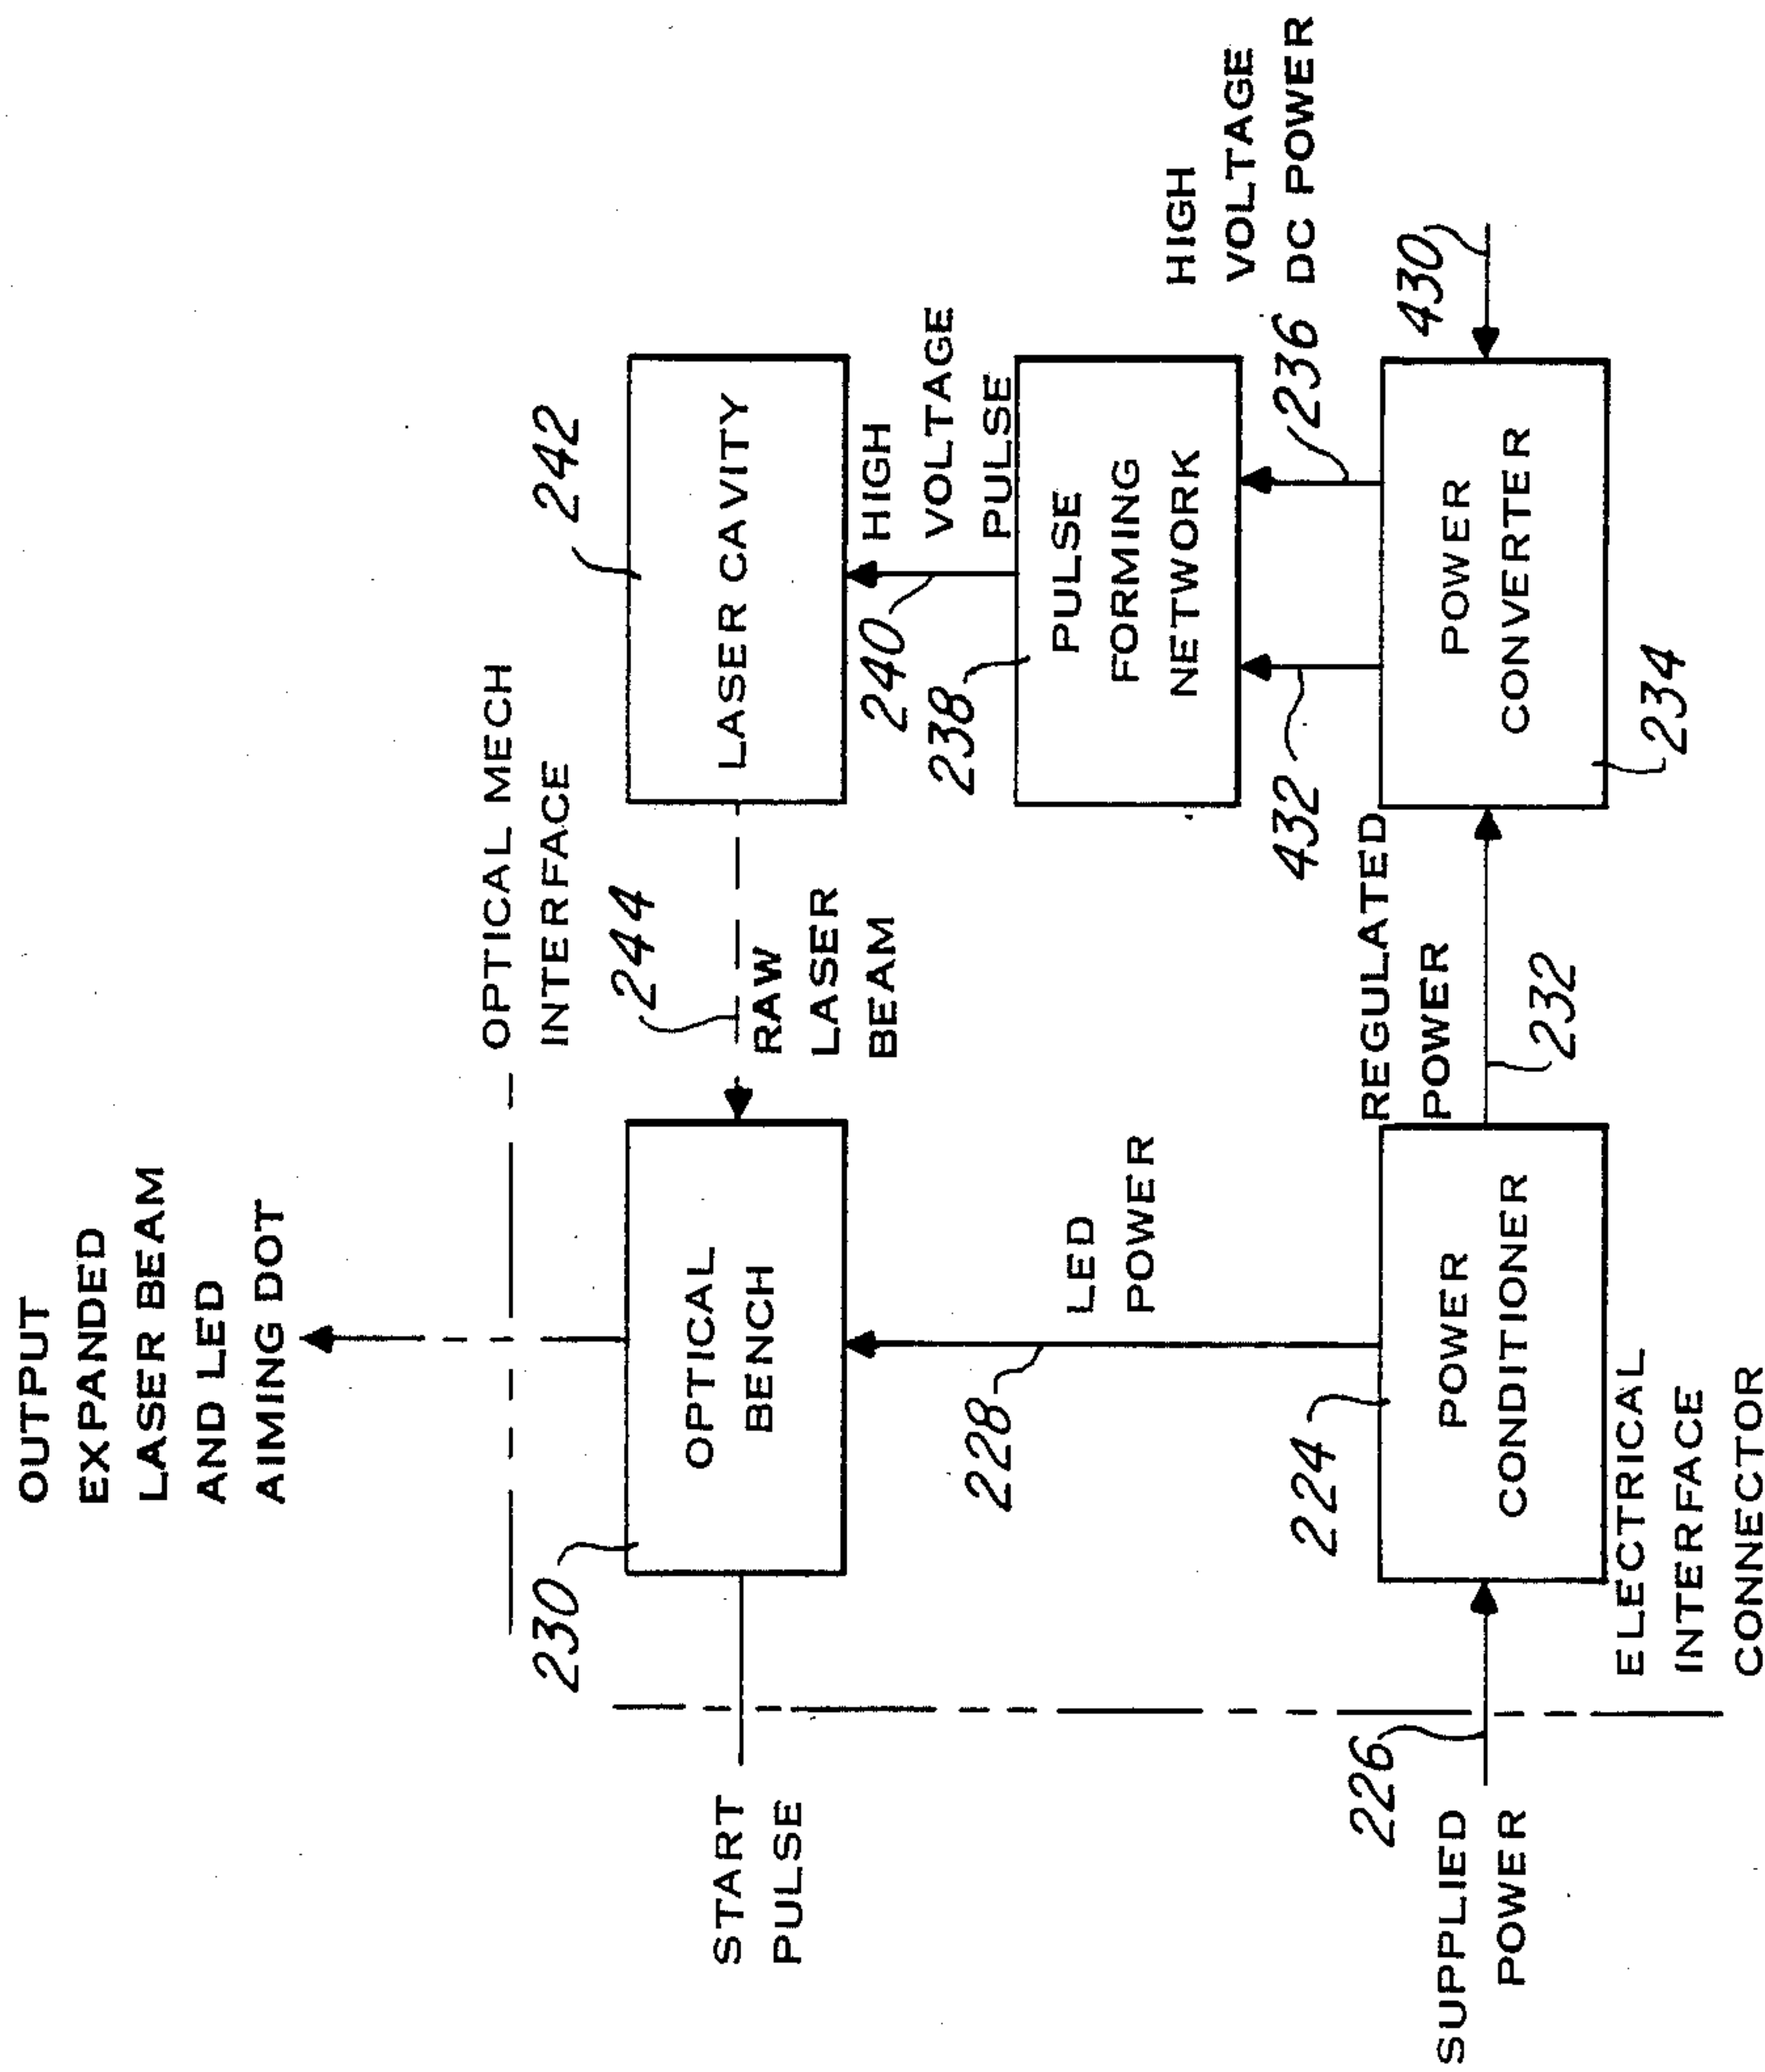 OUTPUT
EXPANDED
LASER BEAM
AND LED
AIMING DOT
OPTICAL MECH
INTERFACE
230
OPTICAL
BENCH
START
PULSE
244
RAW
LASER
BEAM
242
LASER CAVITY
240
HIGH
VOLTAGE
PULSE
238
PULSE
FORMING
NETWORK
228
LED
POWER
432
236
HIGH
VOLTAGE
DC POWER
224
POWER
CONDITIONER
226
SUPPLIED
POWER
ELECTRICAL
INTERFACE
CONNECTOR
REGULATED
POWER
232
POWER
CONVERTER
234
430